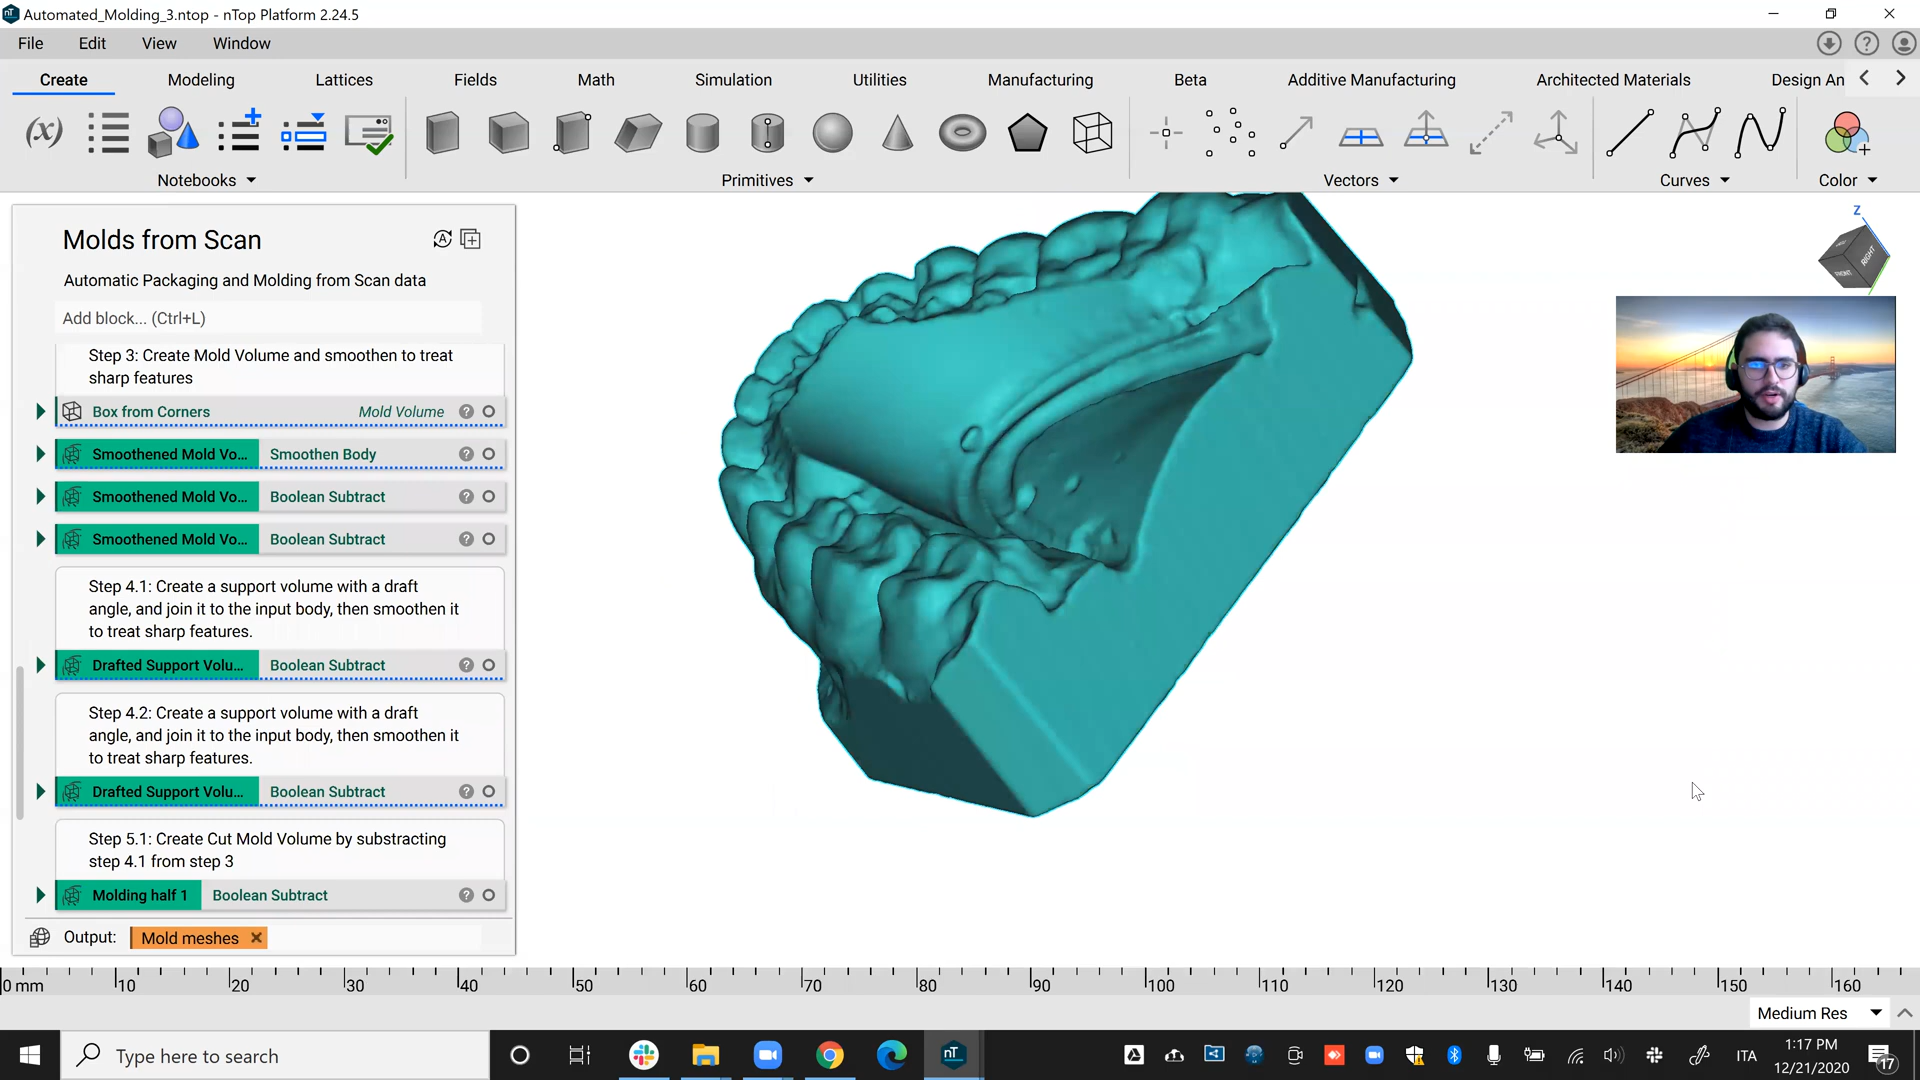 Automated_Molding_3.ntop - nTop Platform 2.24.5
File Edit View Window
Create Modeling Lattices Fields Math Simulation Utilities Manufacturing Beta Additive Manufacturing Architected Materials Design An
(x)
Notebooks Primitives Vectors Curves Color
Molds from Scan
Automatic Packaging and Molding from Scan data
Add block... (Ctrl+L)
Step 3: Create Mold Volume and smoothen to treat
sharp features
Box from Corners Mold Volume
Smoothened Mold Vo... Smoothen Body
Smoothened Mold Vo... Boolean Subtract
Smoothened Mold Vo... Boolean Subtract
Step 4.1: Create a support volume with a draft
angle, and join it to the input body, then smoothen it
to treat sharp features.
Drafted Support Volu... Boolean Subtract
Step 4.2: Create a support volume with a draft
angle, and join it to the input body, then smoothen it
to treat sharp features.
Drafted Support Volu... Boolean Subtract
Step 5.1: Create Cut Mold Volume by substracting
step 4.1 from step 3
Molding half 1 Boolean Subtract
Output: Mold meshes
Z
RIGHT
0 mm 10 20 30 40 50 60 70 80 90 100 110 120 130 140 150 160
Medium Res
Type here to search
nT
ITA
1:17 PM
12/21/2020
17